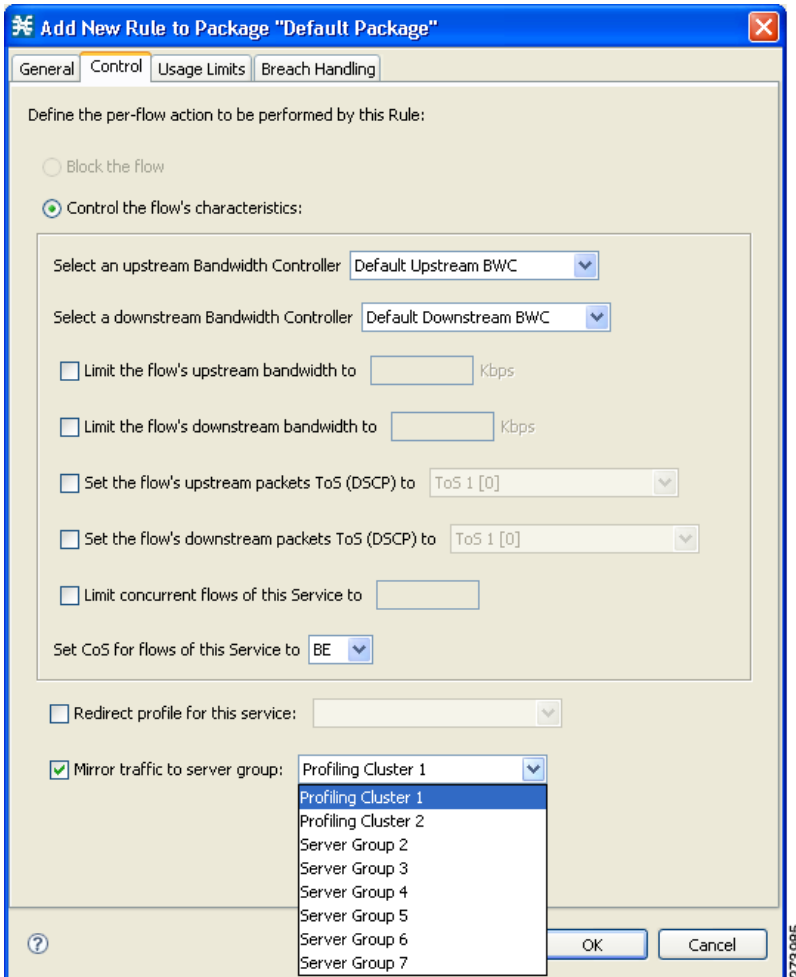 Add New Rule to Package "Default Package"
General Control Usage Limits Breach Handling
Define the per-flow action to be performed by this Rule:
Block the flow
Control the flow's characteristics:
Select an upstream Bandwidth Controller Default Upstream BWC
Select a downstream Bandwidth Controller Default Downstream BWC
Limit the flow's upstream bandwidth to Kbps
Limit the flow's downstream bandwidth to Kbps
Set the flow's upstream packets ToS (DSCP) to ToS 1 [0]
Set the flow's downstream packets ToS (DSCP) to ToS 1 [0]
Limit concurrent flows of this Service to
Set CoS for flows of this Service to BE
Redirect profile for this service:
Mirror traffic to server group: Profiling Cluster 1
Profiling Cluster 1
Profiling Cluster 2
Server Group 2
Server Group 3
Server Group 4
Server Group 5
Server Group 6
Server Group 7
? OK Cancel